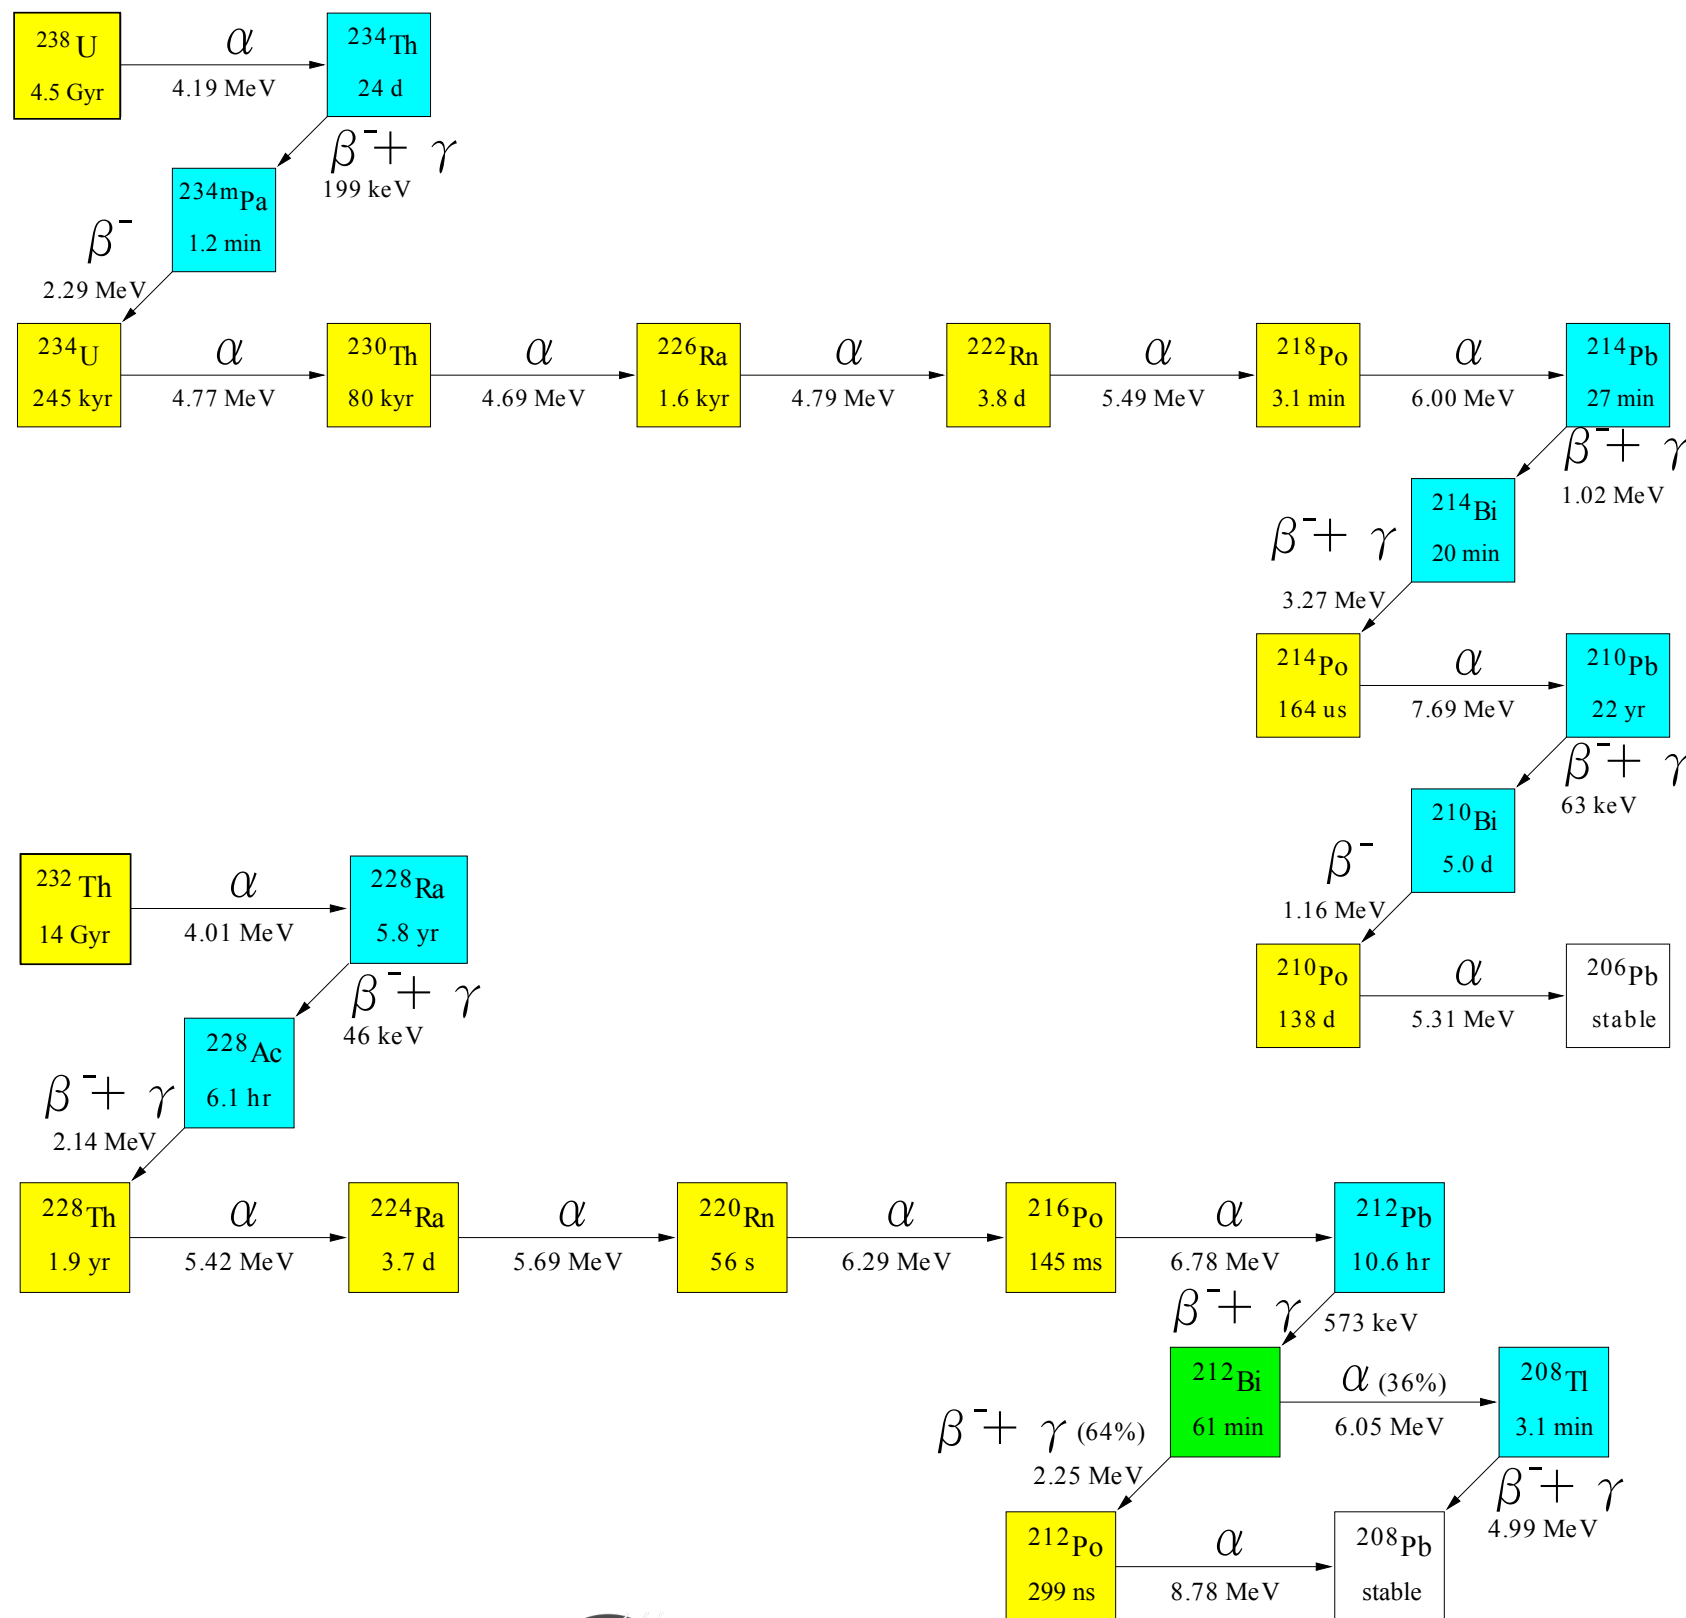 ²³⁸U α ²³⁴Th
4.5 Gyr 4.19 MeV 24 d
β⁻+ γ
²³⁴ᵐPa 199 keV
β⁻ 1.2 min
2.29 MeV
²³⁴U α ²³⁰Th α ²²⁶Ra α ²²²Rn α ²¹⁸Po α ²¹⁴Pb
245 kyr 4.77 MeV 80 kyr 4.69 MeV 1.6 kyr 4.79 MeV 3.8 d 5.49 MeV 3.1 min 6.00 MeV 27 min
β⁻+ γ
²¹⁴Bi 1.02 MeV
β⁻+ γ 20 min
3.27 MeV
²¹⁴Po α ²¹⁰Pb
164 us 7.69 MeV 22 yr
β⁻+ γ
²¹⁰Bi 63 keV
β⁻ 5.0 d
1.16 MeV
²¹⁰Po α ²⁰⁶Pb
138 d 5.31 MeV stable
²³²Th α ²²⁸Ra
14 Gyr 4.01 MeV 5.8 yr
β⁻+ γ
²²⁸Ac 46 keV
β⁻+ γ 6.1 hr
2.14 MeV
²²⁸Th α ²²⁴Ra α ²²⁰Rn α ²¹⁶Po α ²¹²Pb
1.9 yr 5.42 MeV 3.7 d 5.69 MeV 56 s 6.29 MeV 145 ms 6.78 MeV 10.6 hr
β⁻+ γ 573 keV
²¹²Bi α (36%) ²⁰⁸Tl
β⁻+ γ (64%) 61 min 6.05 MeV 3.1 min
2.25 MeV β⁻+ γ
²¹²Po α ²⁰⁸Pb 4.99 MeV
299 ns 8.78 MeV stable